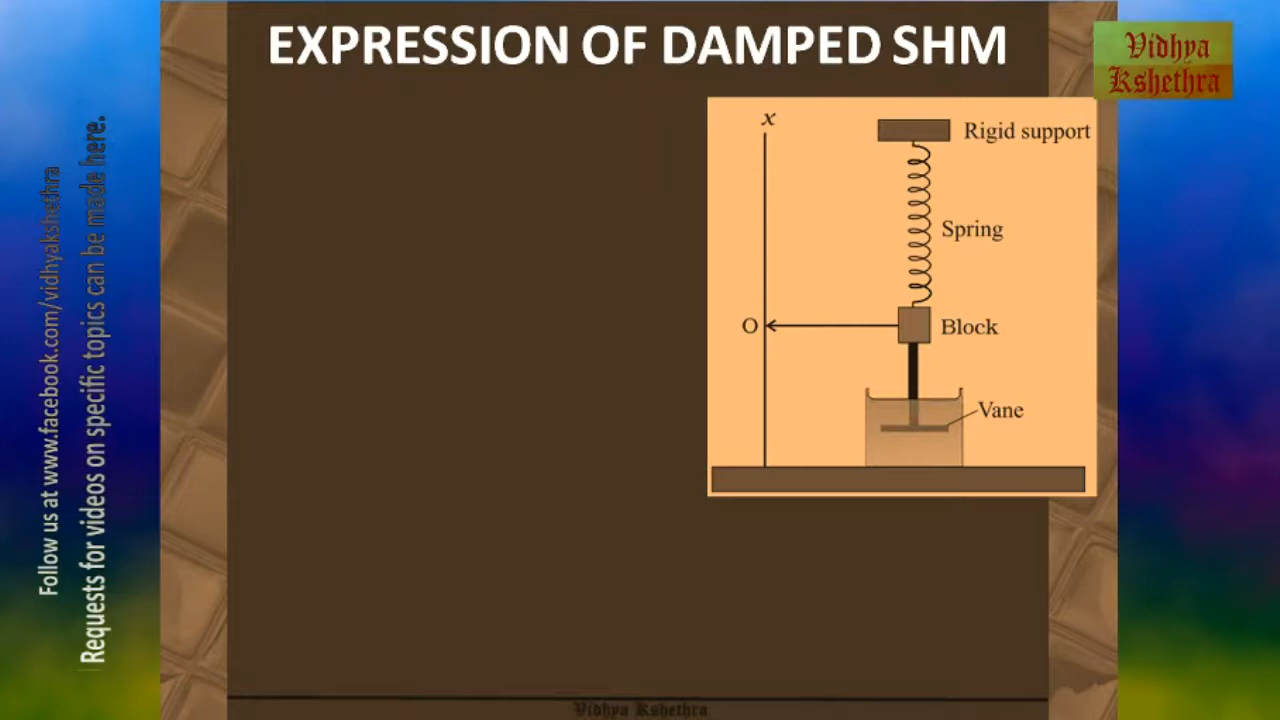 EXPRESSION OF DAMPED SHM
Vidhya
Kshethra
x
Rigid support
Spring
O
Block
Vane
Follow us at www.facebook.com/vidhyakshethra
Requests for videos on specific topics can be made here.
Vidhya Kshethra